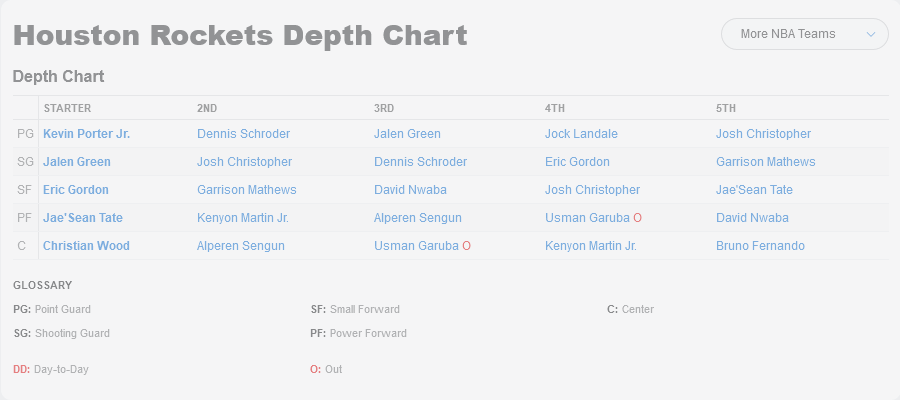 Houston Rockets Depth Chart
More NBA Teams
Depth Chart
STARTER 2ND 3RD 4TH 5TH
PG Kevin Porter Jr. Dennis Schroder Jalen Green Jock Landale Josh Christopher
SG Jalen Green Josh Christopher Dennis Schroder Eric Gordon Garrison Mathews
SF Eric Gordon Garrison Mathews David Nwaba Josh Christopher Jae'Sean Tate
PF Jae'Sean Tate Kenyon Martin Jr. Alperen Sengun Usman Garuba O David Nwaba
C Christian Wood Alperen Sengun Usman Garuba O Kenyon Martin Jr. Bruno Fernando
GLOSSARY
PG: Point Guard SF: Small Forward C: Center
SG: Shooting Guard PF: Power Forward
DD: Day-to-Day O: Out